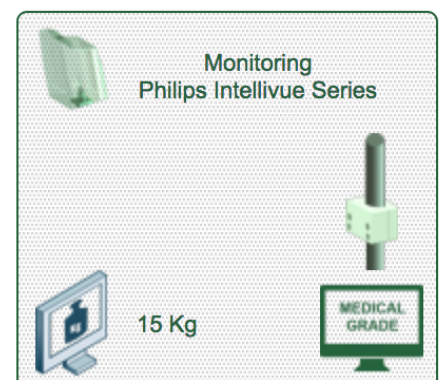 Monitoring
Philips Intellivue Series
KG
15 Kg
MEDICAL
GRADE